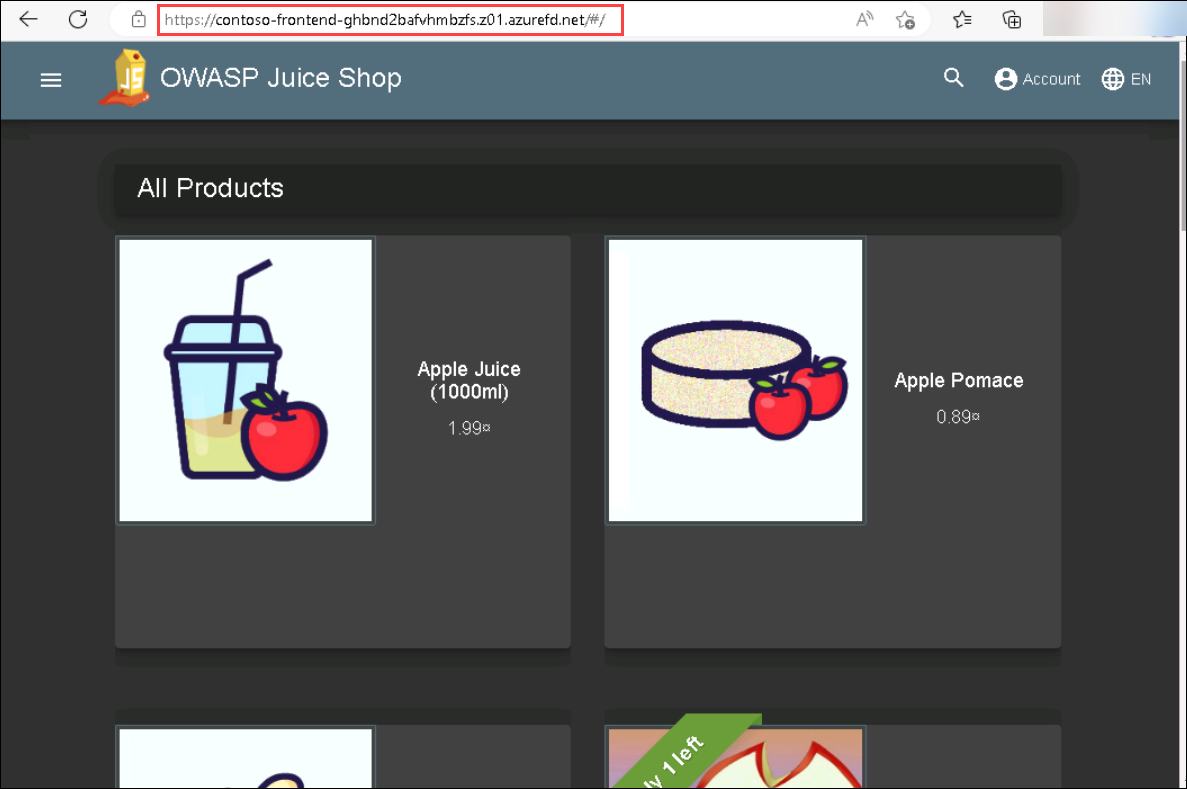 https://contoso-frontend-ghbnd2bafvhmbzfs.z01.azurefd.net/#/
JS
OWASP Juice Shop
Account
EN
All Products
Apple Juice
(1000ml)
1.99¤
Apple Pomace
0.89¤
1 left